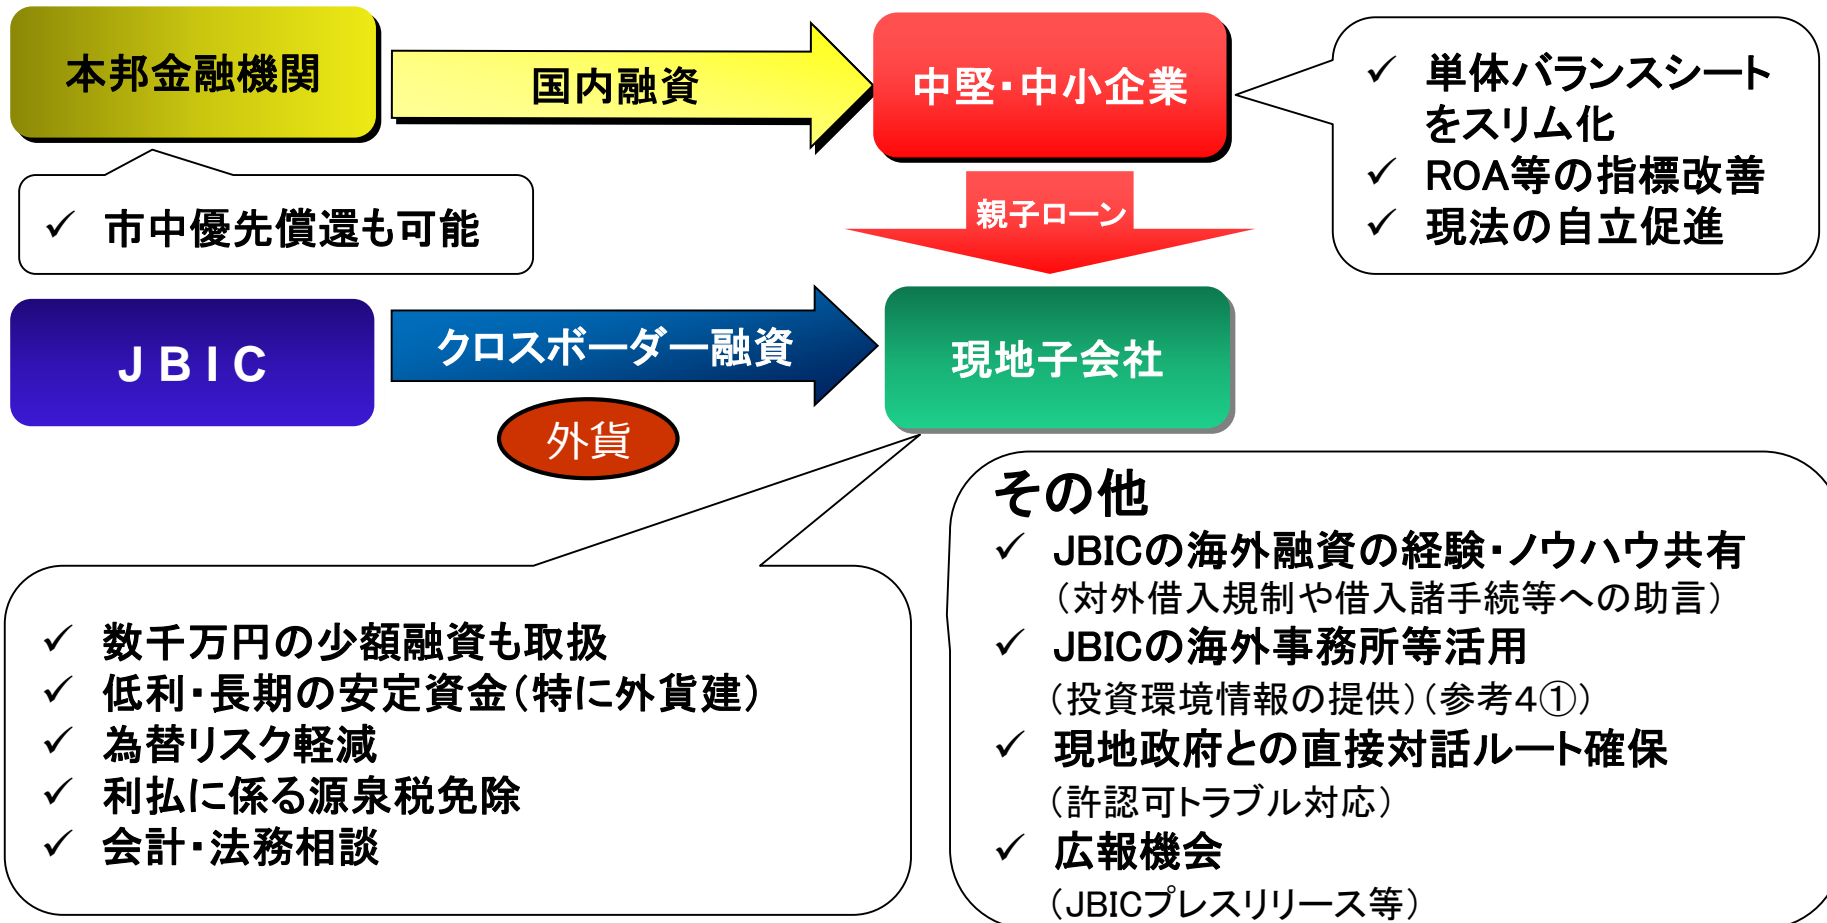 本邦金融機関
国内融資
中堅・中小企業
✓ 単体バランスシート
をスリム化
✓ ROA等の指標改善
✓ 現法の自立促進
✓ 市中優先償還も可能
親子ローン
JBIC
クロスボーダー融資
現地子会社
外貨
✓ 数千万円の少額融資も取扱
✓ 低利・長期の安定資金（特に外貨建）
✓ 為替リスク軽減
✓ 利払に係る源泉税免除
✓ 会計・法務相談
その他
✓ JBICの海外融資の経験・ノウハウ共有
（対外借入規制や借入諸手続等への助言）
✓ JBICの海外事務所等活用
（投資環境情報の提供）（参考４①）
✓ 現地政府との直接対話ルート確保
（許認可トラブル対応）
✓ 広報機会
（JBICプレスリリース等）